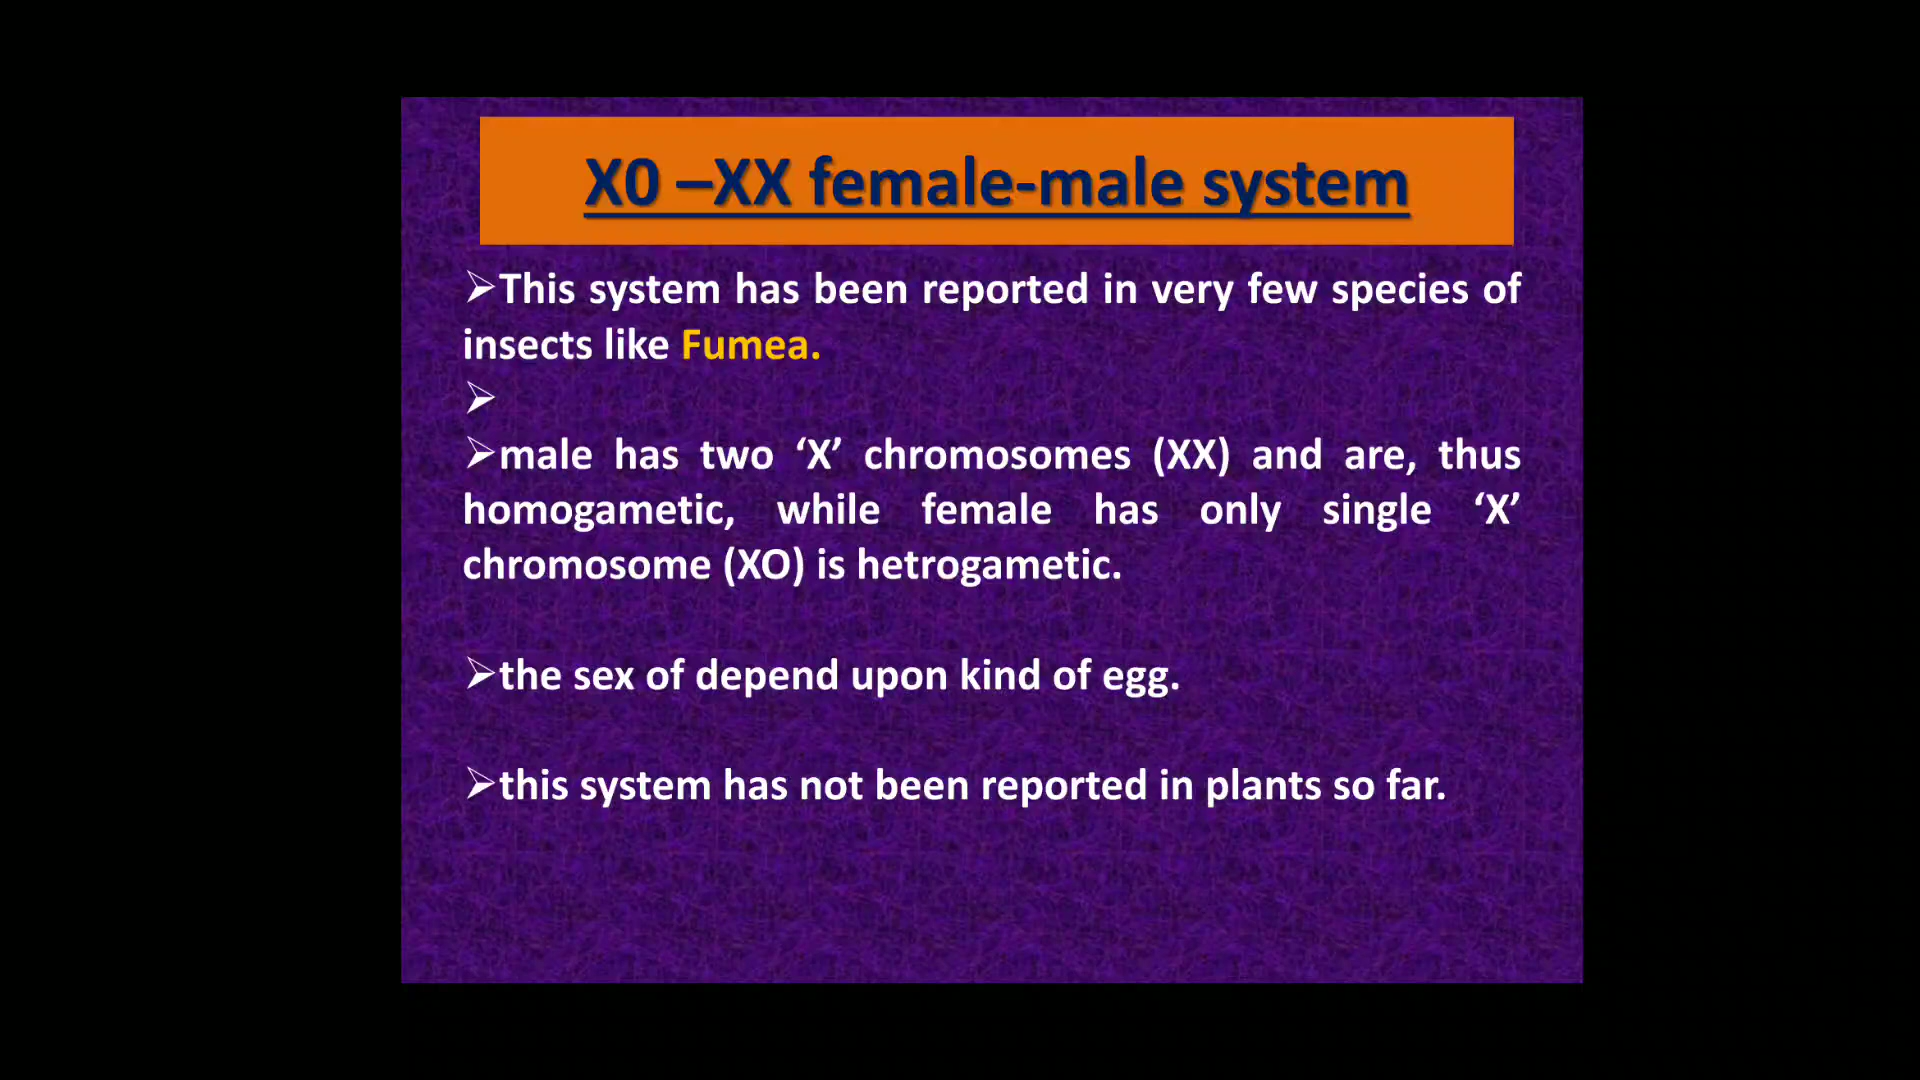 X0 –XX female-male system
➢This system has been reported in very few species of
insects like Fumea.
➢
➢male has two ‘X’ chromosomes (XX) and are, thus
homogametic, while female has only single ‘X’
chromosome (XO) is hetrogametic.
➢the sex of depend upon kind of egg.
➢this system has not been reported in plants so far.